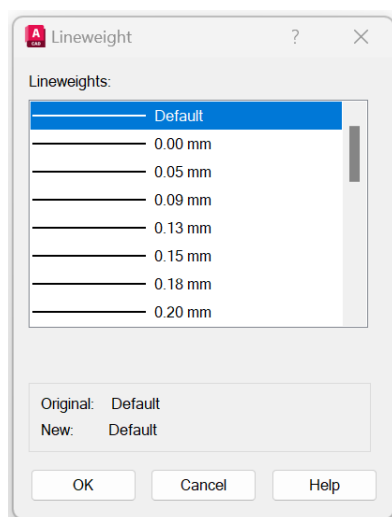 A CAD Lineweight ?
Lineweights:
Default
0.00 mm
0.05 mm
0.09 mm
0.13 mm
0.15 mm
0.18 mm
0.20 mm
Original: Default
New: Default
OK Cancel Help